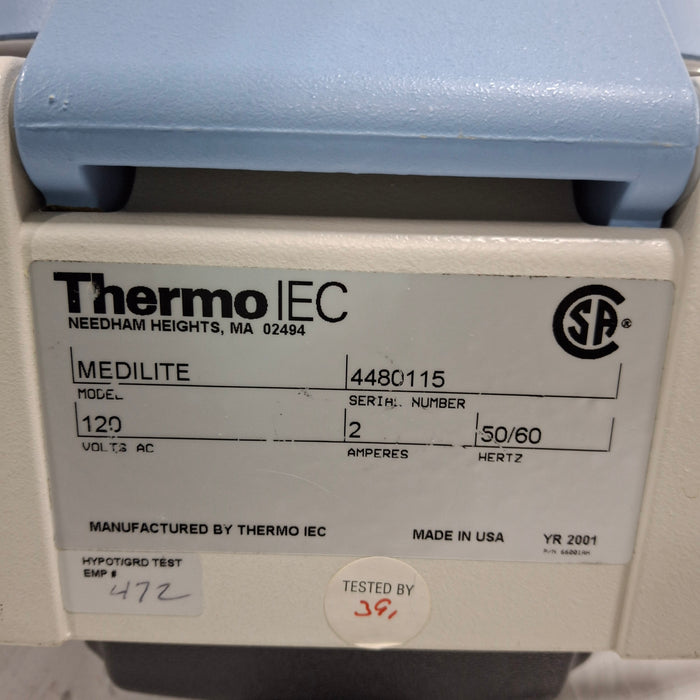 Thermo IEC
NEEDHAM HEIGHTS, MA 02494
CSA ®
MEDILITE 4480115
MODEL SERIAL NUMBER
120 2 50/60
VOLTS AC AMPERES HERTZ
MANUFACTURED BY THERMO IEC MADE IN USA YR 2001
HYPOT/GRD TEST
EMP #
472
TESTED BY
39,